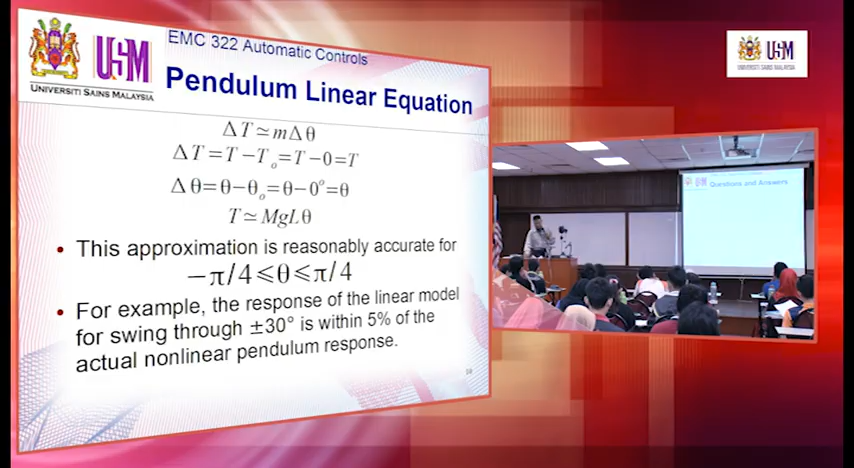 USM
UNIVERSITI SAINS MALAYSIA
EMC 322 Automatic Controls
Pendulum Linear Equation
ΔT≃mΔθ
ΔT=T−Tₒ=T−0=T
Δθ=θ−θₒ=θ−0°=θ
T≃MgLθ
• This approximation is reasonably accurate for
−π/4⩽θ⩽π/4
• For example, the response of the linear model
for swing through ±30° is within 5% of the
actual nonlinear pendulum response.
USM
UNIVERSITI SAINS MALAYSIA
USM
Questions and Answers